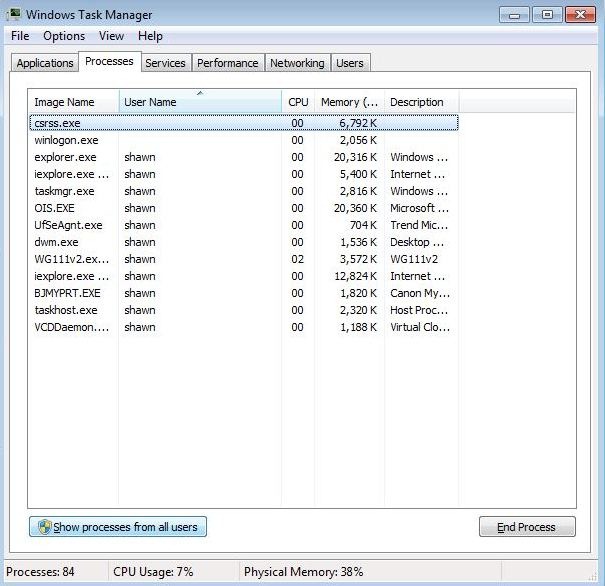 Windows Task Manager
File Options View Help
Applications Processes Services Performance Networking Users
Image Name User Name CPU Memory (... Description
csrss.exe 00 6,792 K
winlogon.exe 00 2,056 K
explorer.exe shawn 00 20,316 K Windows ...
iexplore.exe ... shawn 00 5,400 K Internet ...
taskmgr.exe shawn 00 2,816 K Windows ...
OIS.EXE shawn 00 20,360 K Microsoft ...
UfSeAgnt.exe shawn 00 704 K Trend Mic...
dwm.exe shawn 00 1,536 K Desktop ...
WG111v2.ex... shawn 02 3,572 K WG111v2
iexplore.exe ... shawn 00 12,824 K Internet ...
BJMYPRT.EXE shawn 00 1,820 K Canon My...
taskhost.exe shawn 00 2,320 K Host Proc...
VCDDaemon.... shawn 00 1,188 K Virtual Clo...
Show processes from all users End Process
Processes: 84 CPU Usage: 7% Physical Memory: 38%